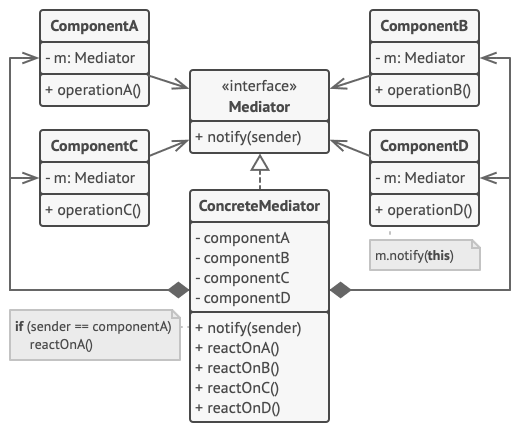 ComponentA
- m: Mediator
+ operationA()
ComponentB
- m: Mediator
+ operationB()
«interface»
Mediator
+ notify(sender)
ComponentC
- m: Mediator
+ operationC()
ComponentD
- m: Mediator
+ operationD()
m.notify(this)
ConcreteMediator
- componentA
- componentB
- componentC
- componentD
+ notify(sender)
+ reactOnA()
+ reactOnB()
+ reactOnC()
+ reactOnD()
if (sender == componentA)
reactOnA()